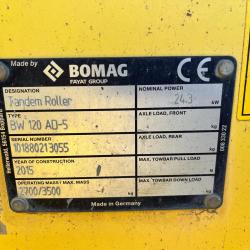 Made by
BOMAG
FAYAT GROUP
DESIGNATION
Tandem Roller
NOMINAL POWER
24.3 kW
TYPE
BW 120 AD-5
AXLE LOAD, FRONT
kg
SERIAL NUMBER
101880213055
AXLE LOAD, REAR
kg
YEAR OF CONSTRUCTION
2015
MAX. TOWBAR PULL LOAD
OPERATING MASS / MAX. MASS
2700/3500 kg
MAX. TOWBAR DOWN LOAD
kg
Made in Germany